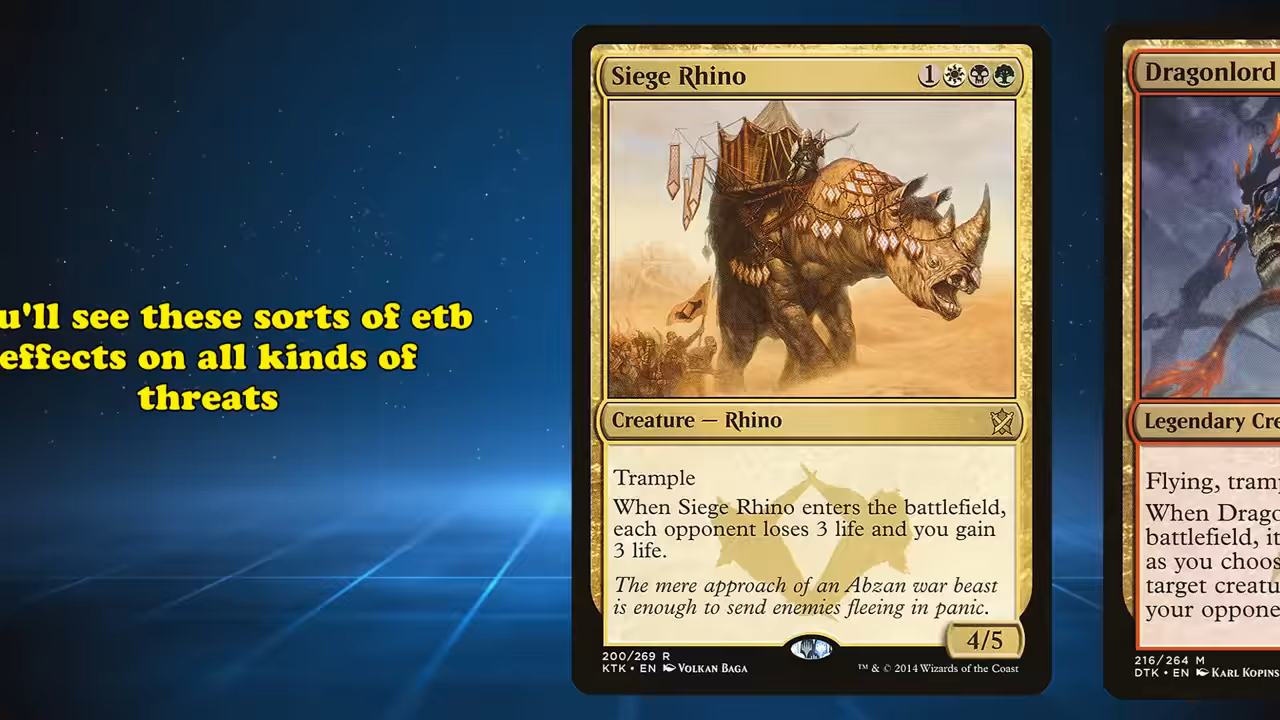 u'll see these sorts of etb
effects on all kinds of
threats
Siege Rhino
1
Creature — Rhino
Trample
When Siege Rhino enters the battlefield,
each opponent loses 3 life and you gain
3 life.
The mere approach of an Abzan war beast
is enough to send enemies fleeing in panic.
4/5
200/269 R
KTK • EN VOLKAN BAGA
™ & © 2014 Wizards of the Coast
Dragonlord
Legendary Cre
Flying, tramp
When Drago
battlefield, it
as you choos
target creatu
your oppone
216/264 M
DTK • EN KARL KOPINS